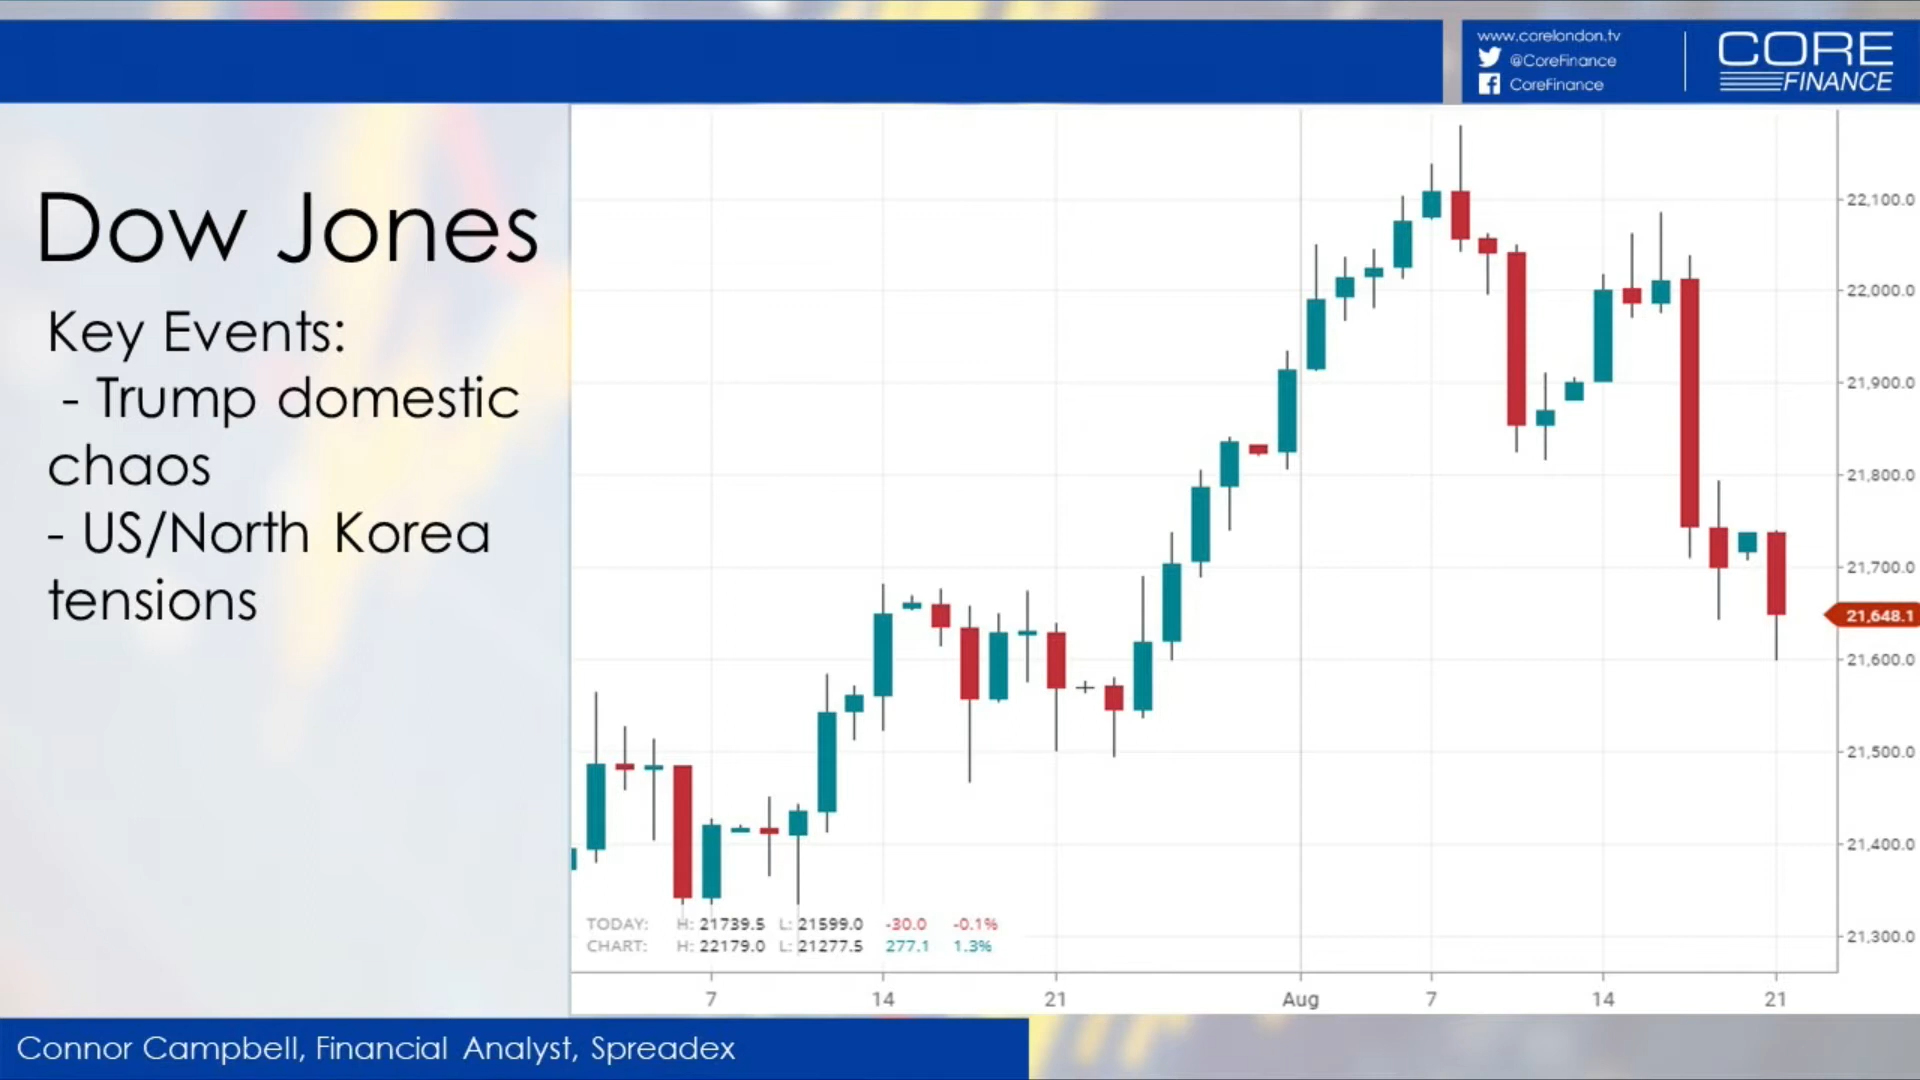 www.corelondon.tv
@CoreFinance
CoreFinance
CORE
FINANCE
Dow Jones
Key Events:
- Trump domestic
chaos
- US/North Korea
tensions
22,100.0
22,000.0
21,900.0
21,800.0
21,700.0
21,648.1
21,600.0
21,500.0
21,400.0
21,300.0
TODAY: H: 21739.5 L: 21599.0 -30.0 -0.1%
CHART: H: 22179.0 L: 21277.5 277.1 1.3%
7 14 21 Aug 7 14 21
Connor Campbell, Financial Analyst, Spreadex